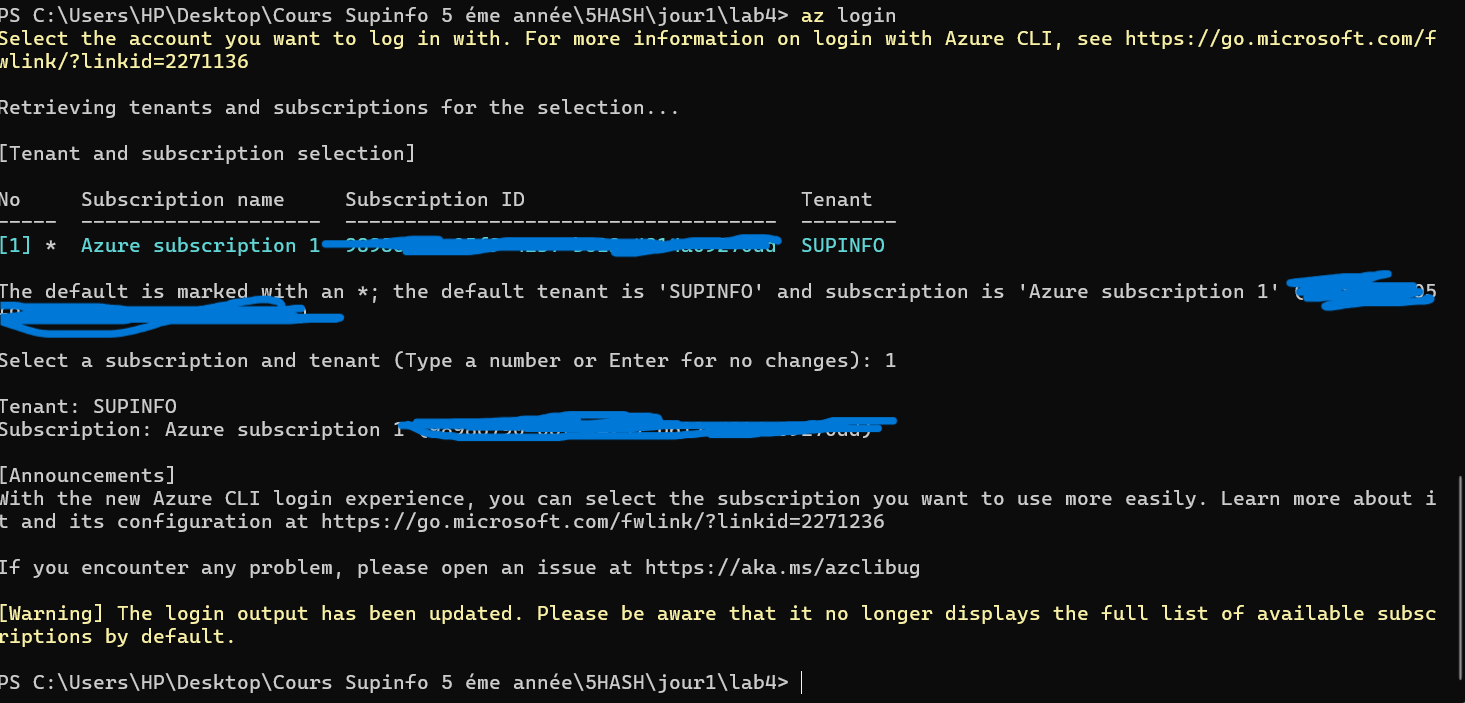 PS C:\Users\HP\Desktop\Cours Supinfo 5 éme année\5HASH\jour1\lab4> az login
Select the account you want to log in with. For more information on login with Azure CLI, see https://go.microsoft.com/f
wlink/?linkid=2271136
Retrieving tenants and subscriptions for the selection...
[Tenant and subscription selection]
No Subscription name Subscription ID Tenant
----- -------------------- ------------------------------------ --------
[1] * Azure subscription 1 SUPINFO
The default is marked with an *; the default tenant is 'SUPINFO' and subscription is 'Azure subscription 1'
Select a subscription and tenant (Type a number or Enter for no changes): 1
Tenant: SUPINFO
Subscription: Azure subscription 1
[Announcements]
With the new Azure CLI login experience, you can select the subscription you want to use more easily. Learn more about i
t and its configuration at https://go.microsoft.com/fwlink/?linkid=2271236
If you encounter any problem, please open an issue at https://aka.ms/azclibug
[Warning] The login output has been updated. Please be aware that it no longer displays the full list of available subsc
riptions by default.
PS C:\Users\HP\Desktop\Cours Supinfo 5 éme année\5HASH\jour1\lab4>